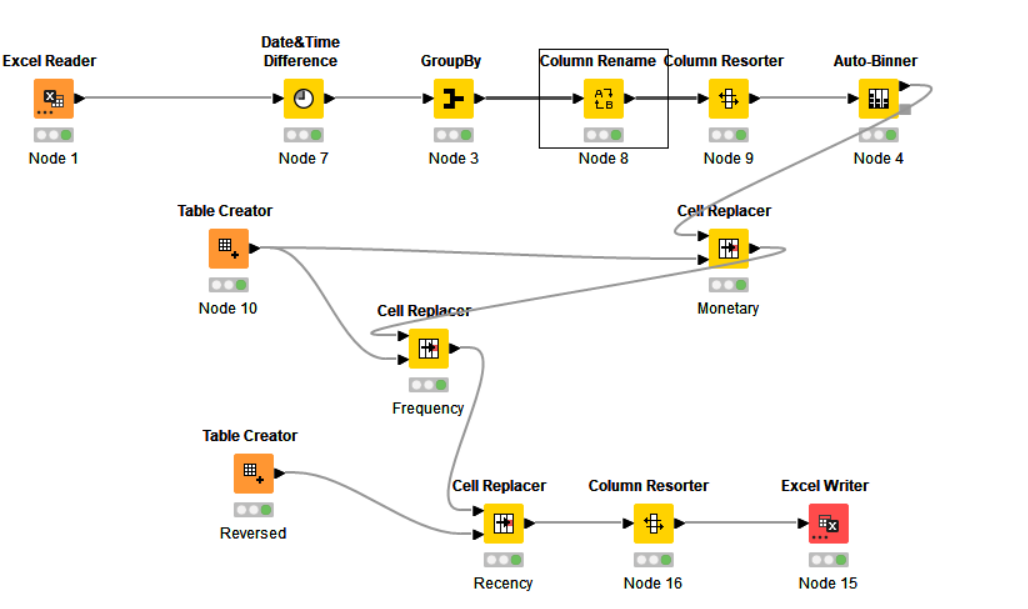 Date&Time
Excel Reader
Difference
GroupBy
Column Rename
Column Resorter
Auto-Binner
Node 1
Node 7
Node 3
Node 8
Node 9
Node 4
Table Creator
Cell Replacer
Node 10
Monetary
Cell Replacer
Frequency
Table Creator
Reversed
Cell Replacer
Column Resorter
Excel Writer
Recency
Node 16
Node 15